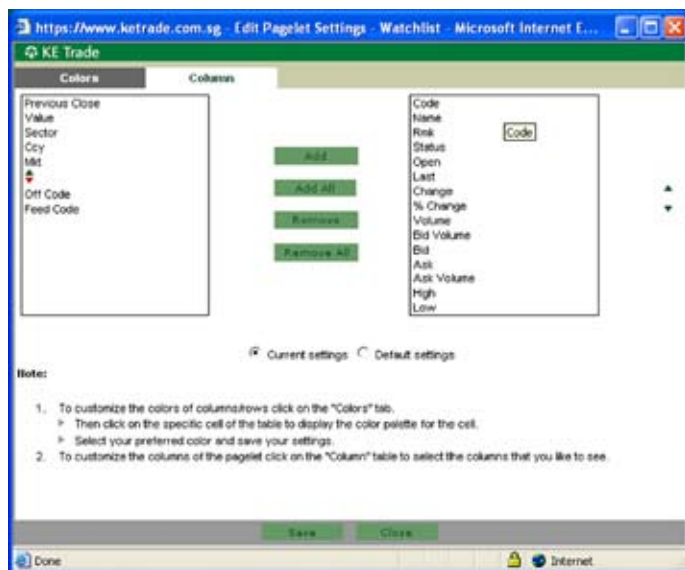 https://www.ketrade.com.sg - Edit Pagelet Settings - Watchlist - Microsoft Internet E...
KE Trade
Colors Column
Previous Close
Value
Sector
Ccy
Mkt
Off Code
Feed Code
Add
Add All
Remove
Remove All
Code
Name
Rmk
Code
Status
Open
Last
Change
% Change
Volume
Bid Volume
Bid
Ask
Ask Volume
High
Low
Current settings Default settings
Note:
1. To customize the colors of columns/rows click on the "Colors" tab.
Then click on the specific cell of the table to display the color palette for the cell.
Select your preferred color and save your settings.
2. To customize the columns of the pagelet click on the "Column" table to select the columns that you like to see.
Save Close
Done Internet